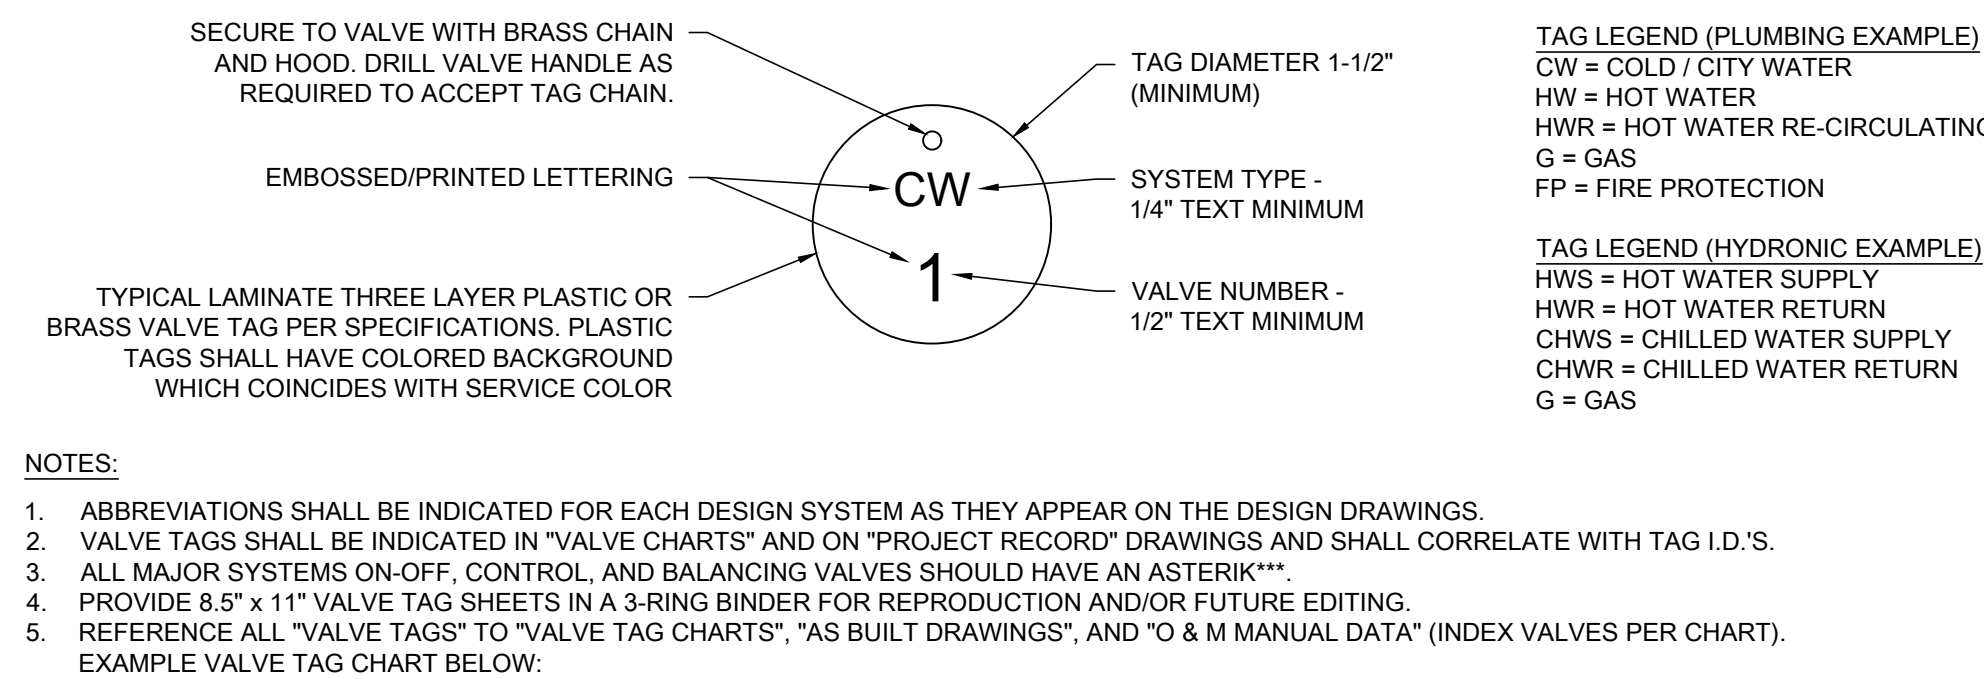 SECURE TO VALVE WITH BRASS CHAIN
AND HOOD. DRILL VALVE HANDLE AS
REQUIRED TO ACCEPT TAG CHAIN.
EMBOSSED/PRINTED LETTERING
TYPICAL LAMINATE THREE LAYER PLASTIC OR
BRASS VALVE TAG PER SPECIFICATIONS. PLASTIC
TAGS SHALL HAVE COLORED BACKGROUND
WHICH COINCIDES WITH SERVICE COLOR
CW
1
TAG DIAMETER 1-1/2"
(MINIMUM)
SYSTEM TYPE -
1/4" TEXT MINIMUM
VALVE NUMBER -
1/2" TEXT MINIMUM
TAG LEGEND (PLUMBING EXAMPLE)
CW = COLD / CITY WATER
HW = HOT WATER
HWR = HOT WATER RE-CIRCULATING
G = GAS
FP = FIRE PROTECTION
TAG LEGEND (HYDRONIC EXAMPLE)
HWS = HOT WATER SUPPLY
HWR = HOT WATER RETURN
CHWS = CHILLED WATER SUPPLY
CHWR = CHILLED WATER RETURN
G = GAS
NOTES:
1. ABBREVIATIONS SHALL BE INDICATED FOR EACH DESIGN SYSTEM AS THEY APPEAR ON THE DESIGN DRAWINGS.
2. VALVE TAGS SHALL BE INDICATED IN "VALVE CHARTS" AND ON "PROJECT RECORD" DRAWINGS AND SHALL CORRELATE WITH TAG I.D.'S.
3. ALL MAJOR SYSTEMS ON-OFF, CONTROL, AND BALANCING VALVES SHOULD HAVE AN ASTERIK***.
4. PROVIDE 8.5" x 11" VALVE TAG SHEETS IN A 3-RING BINDER FOR REPRODUCTION AND/OR FUTURE EDITING.
5. REFERENCE ALL "VALVE TAGS" TO "VALVE TAG CHARTS", "AS BUILT DRAWINGS", AND "O & M MANUAL DATA" (INDEX VALVES PER CHART).
EXAMPLE VALVE TAG CHART BELOW: